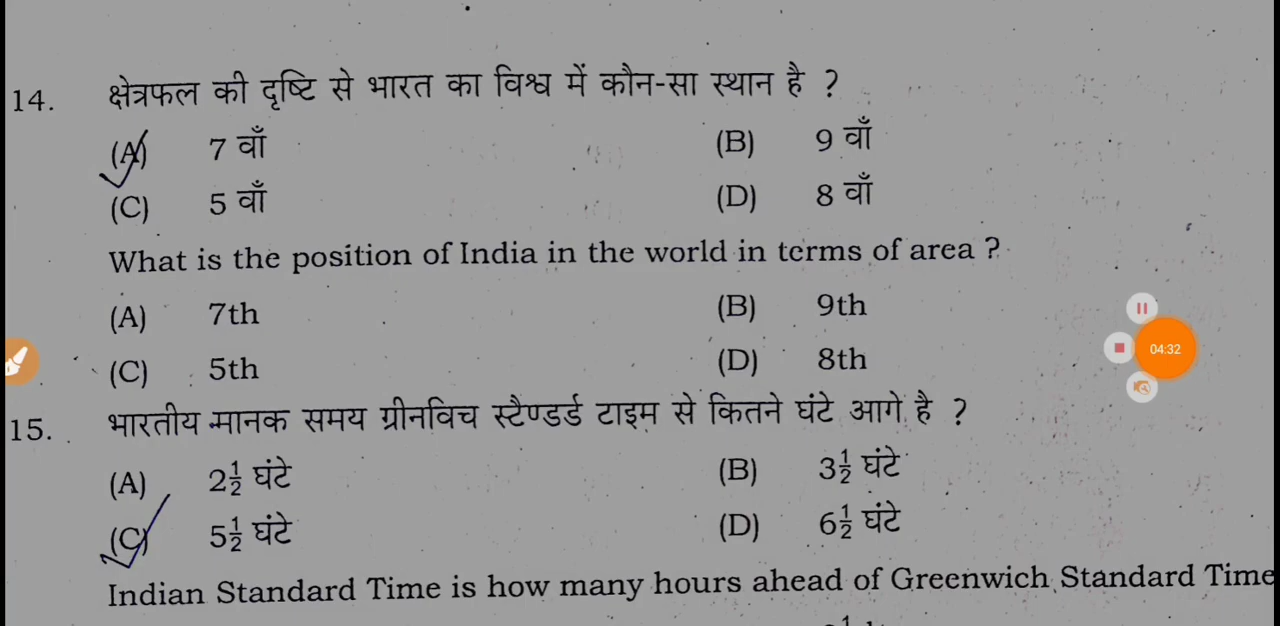 14. क्षेत्रफल की दृष्टि से भारत का विश्व में कौन-सा स्थान है ?
(A) 7 वाँ (B) 9 वाँ
(C) 5 वाँ (D) 8 वाँ
What is the position of India in the world in terms of area ?
(A) 7th (B) 9th
(C) 5th (D) 8th
04:32
15. भारतीय मानक समय ग्रीनविच स्टैण्डर्ड टाइम से कितने घंटे आगे है ?
(A) 2½ घंटे (B) 3½ घंटे
(C) 5½ घंटे (D) 6½ घंटे
Indian Standard Time is how many hours ahead of Greenwich Standard Time